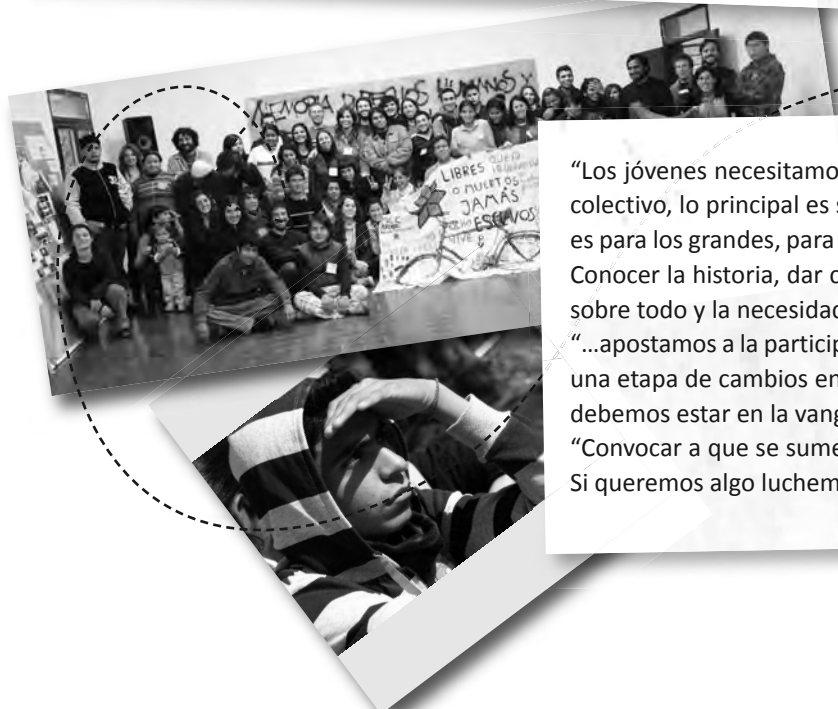 MEMORIA DERECHOS HUMANOS Y
LIBRES
O MUERTOS
JAMÁS
ESCLAVOS
VIVE
“Los jóvenes necesitamo
colectivo, lo principal es s
es para los grandes, para
Conocer la historia, dar c
sobre todo y la necesidad
“...apostamos a la particip
una etapa de cambios en
debemos estar en la vang
“Convocar a que se sume
Si queremos algo luchem